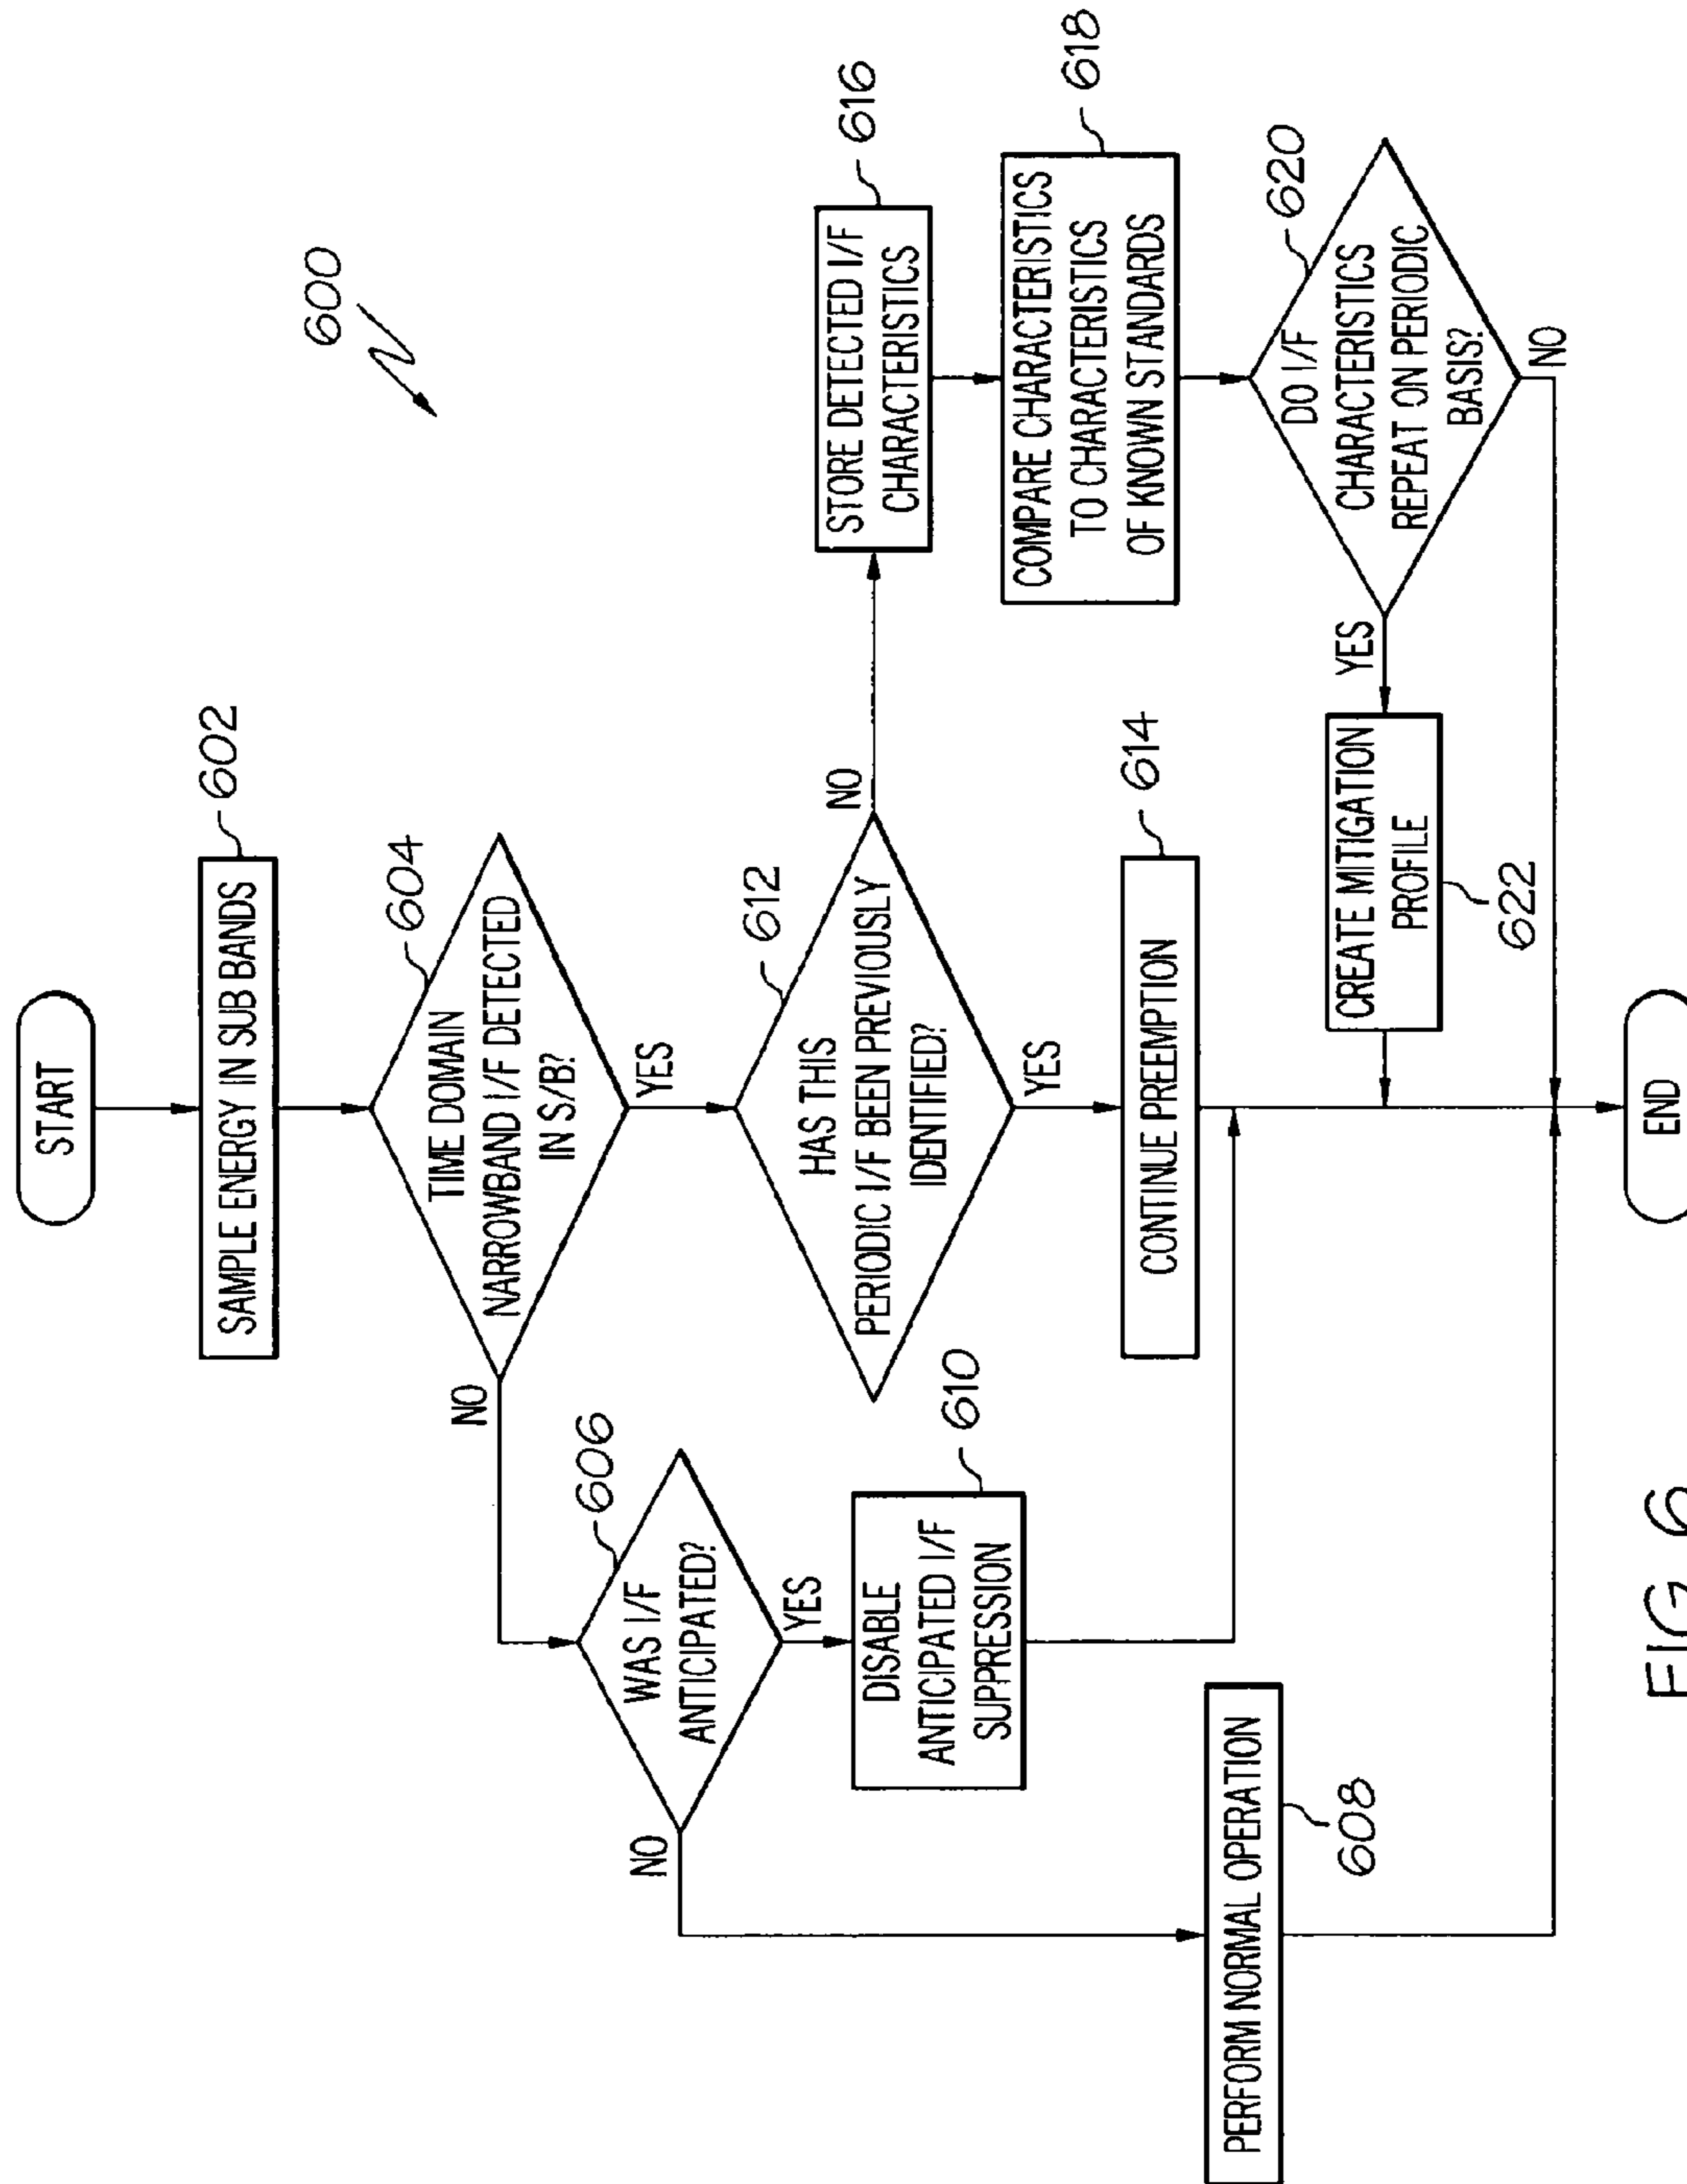 600
START
SAMPLE ENERGY IN SUB BANDS
602
TIME DOMAIN
NARROWBAND I/F DETECTED
IN S/B?
604
NO
YES
WAS I/F
ANTICIPATED?
606
NO
YES
DISABLE
ANTICIPATED I/F
SUPPRESSION
610
PERFORM NORMAL OPERATION
608
HAS THIS
PERIODIC I/F BEEN PREVIOUSLY
IDENTIFIED?
612
NO
YES
CONTINUE PREEMPTION
614
STORE DETECTED I/F
CHARACTERISTICS
616
COMPARE CHARACTERISTICS
TO CHARACTERISTICS
OF KNOWN STANDARDS
618
DO I/F
CHARACTERISTICS
REPEAT ON PERIODIC
BASIS?
620
YES
NO
CREATE MITIGATION
PROFILE
622
END
FIG. 6